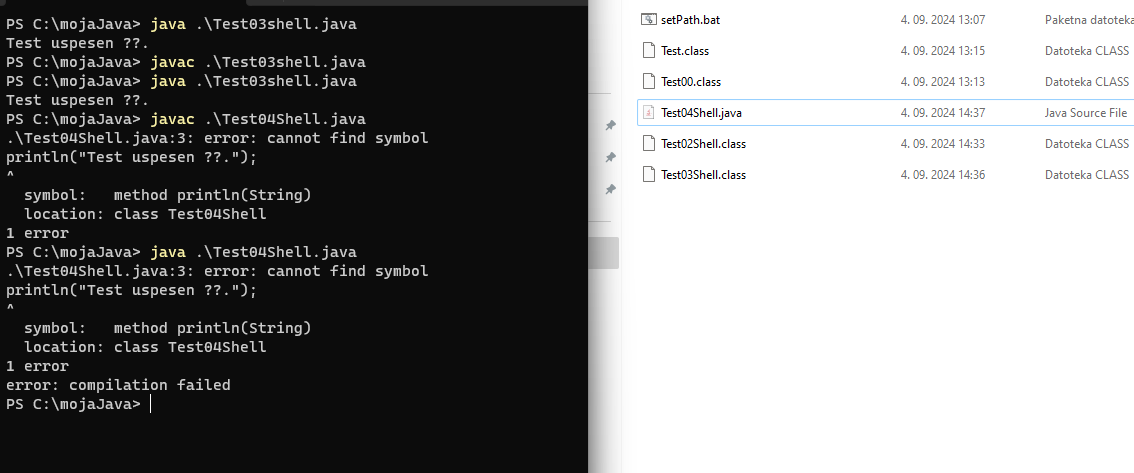 PS C:\mojaJava> java .\Test03shell.java
Test uspesen ??.
PS C:\mojaJava> javac .\Test03shell.java
PS C:\mojaJava> java .\Test03shell.java
Test uspesen ??.
PS C:\mojaJava> javac .\Test04Shell.java
.\Test04Shell.java:3: error: cannot find symbol
println("Test uspesen ??.");
^
  symbol:   method println(String)
  location: class Test04Shell
1 error
PS C:\mojaJava> java .\Test04Shell.java
.\Test04Shell.java:3: error: cannot find symbol
println("Test uspesen ??.");
^
  symbol:   method println(String)
  location: class Test04Shell
1 error
error: compilation failed
PS C:\mojaJava>
setPath.bat 4. 09. 2024 13:07 Paketna datoteka
Test.class 4. 09. 2024 13:15 Datoteka CLASS
Test00.class 4. 09. 2024 13:13 Datoteka CLASS
Test04Shell.java 4. 09. 2024 14:37 Java Source File
Test02Shell.class 4. 09. 2024 14:33 Datoteka CLASS
Test03Shell.class 4. 09. 2024 14:36 Datoteka CLASS